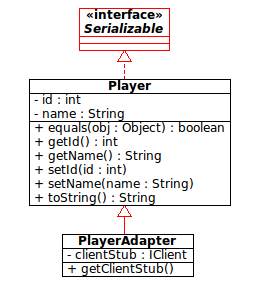 «interface»
Serializable
Player
- id : int
- name : String
+ equals(obj : Object) : boolean
+ getId() : int
+ getName() : String
+ setId(id : int)
+ setName(name : String)
+ toString() : String
PlayerAdapter
- clientStub : IClient
+ getClientStub()